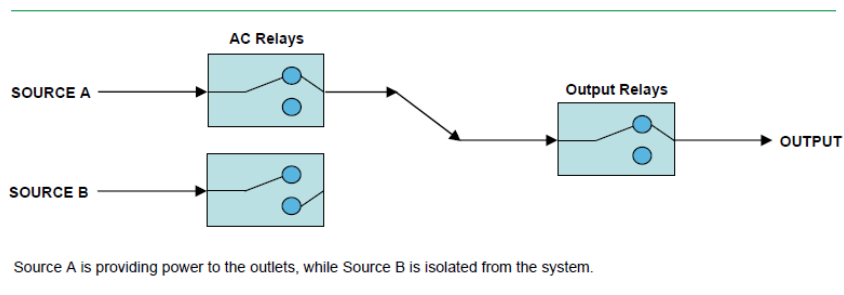 AC Relays
SOURCE A
Output Relays
OUTPUT
SOURCE B
Source A is providing power to the outlets, while Source B is isolated from the system.